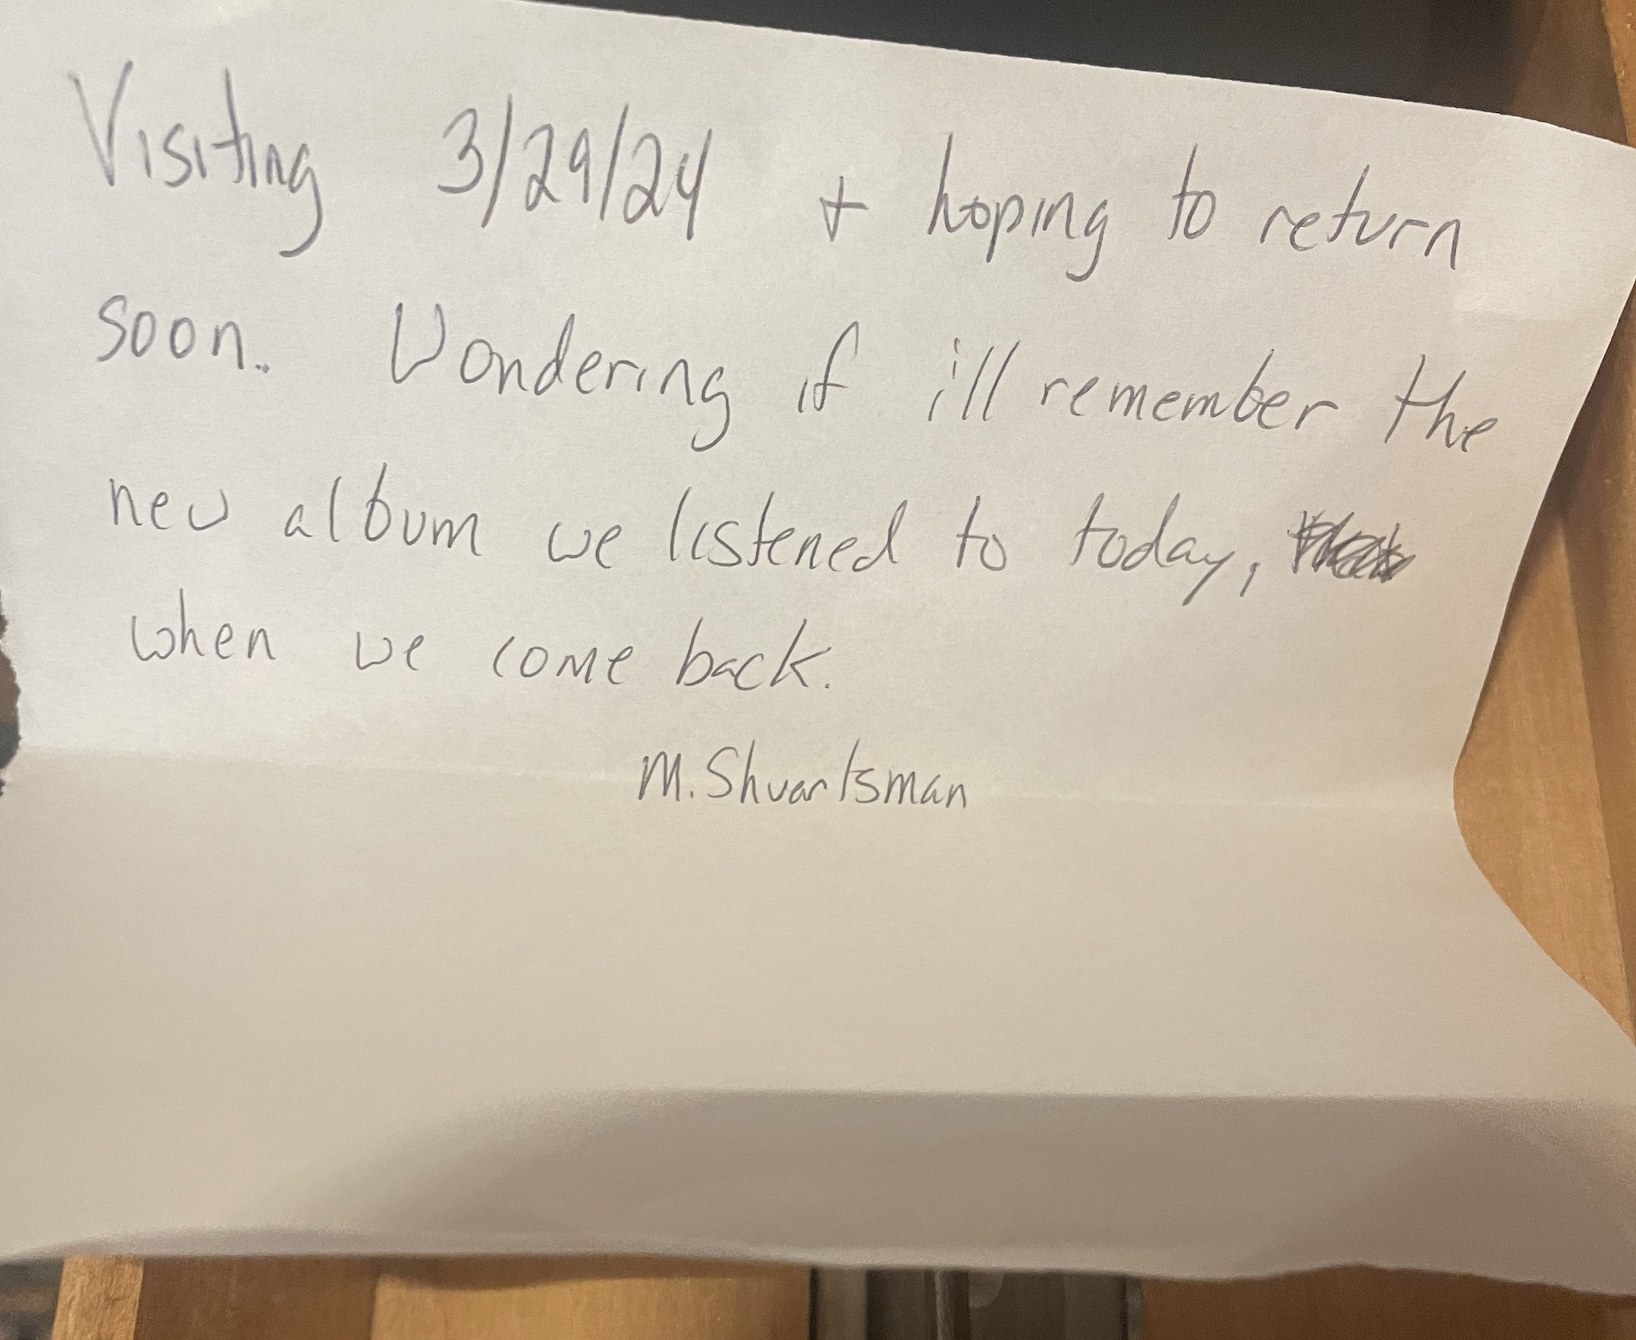 Visiting 3/29/24 + hoping to return
soon. Wondering if ill remember the
new album we listened to today,
when we come back.
M. Shvartsman